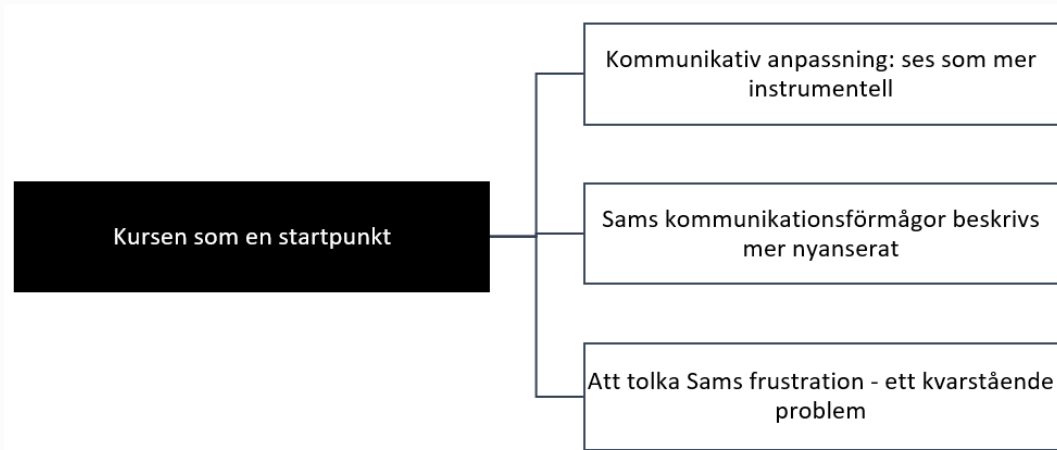 Kommunikativ anpassning: ses som mer
instrumentell
Kursen som en startpunkt
Sams kommunikationsförmågor beskrivs
mer nyanserat
Att tolka Sams frustration - ett kvarstående
problem